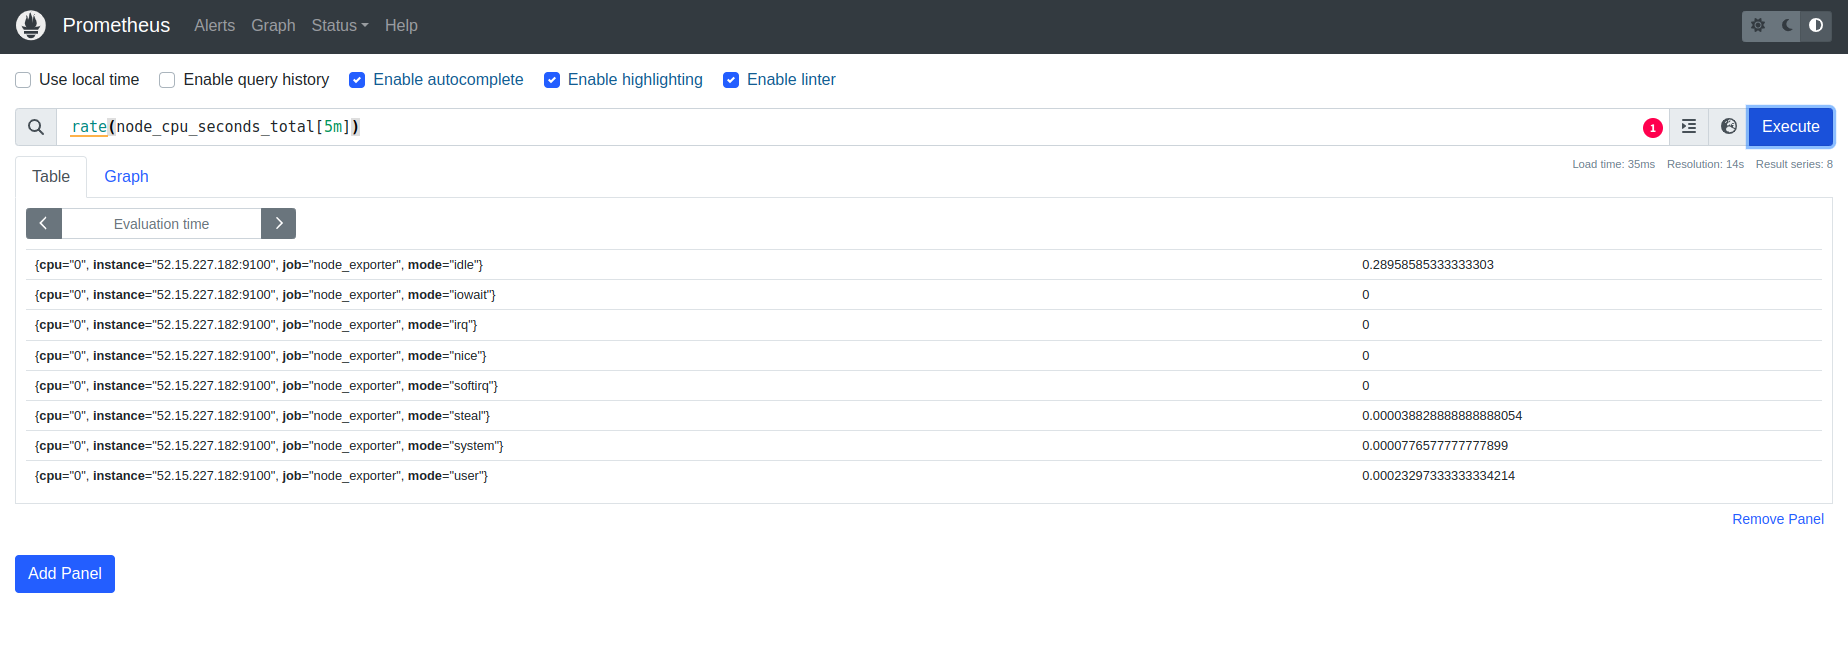 Prometheus Alerts Graph Status Help
Use local time Enable query history Enable autocomplete Enable highlighting Enable linter
rate(node_cpu_seconds_total[5m]) 1 Execute
Table Graph Load time: 35ms Resolution: 14s Result series: 8
Evaluation time
{cpu="0", instance="52.15.227.182:9100", job="node_exporter", mode="idle"} 0.28958585333333303
{cpu="0", instance="52.15.227.182:9100", job="node_exporter", mode="iowait"} 0
{cpu="0", instance="52.15.227.182:9100", job="node_exporter", mode="irq"} 0
{cpu="0", instance="52.15.227.182:9100", job="node_exporter", mode="nice"} 0
{cpu="0", instance="52.15.227.182:9100", job="node_exporter", mode="softirq"} 0
{cpu="0", instance="52.15.227.182:9100", job="node_exporter", mode="steal"} 0.000038828888888888054
{cpu="0", instance="52.15.227.182:9100", job="node_exporter", mode="system"} 0.0000776577777777899
{cpu="0", instance="52.15.227.182:9100", job="node_exporter", mode="user"} 0.00023297333333334214
Remove Panel
Add Panel